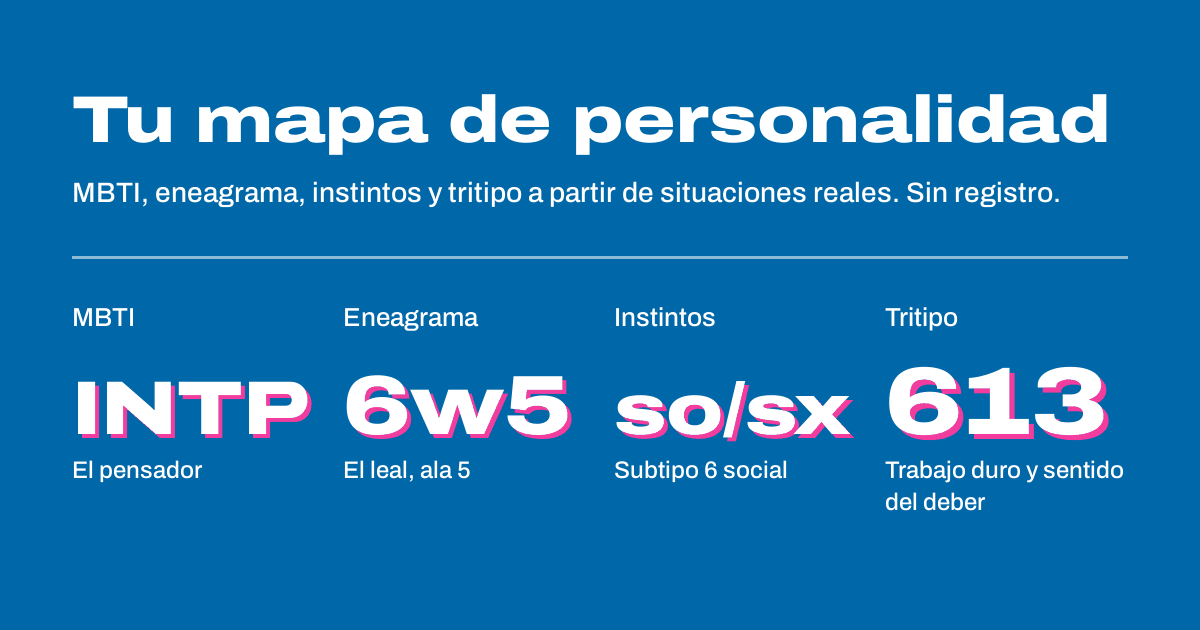 Tu mapa de personalidad
MBTI, eneagrama, instintos y tritipo a partir de situaciones reales. Sin registro.
MBTI
INTP
El pensador
Eneagrama
6w5
El leal, ala 5
Instintos
so/sx
Subtipo 6 social
Tritipo
613
Trabajo duro y sentido
del deber